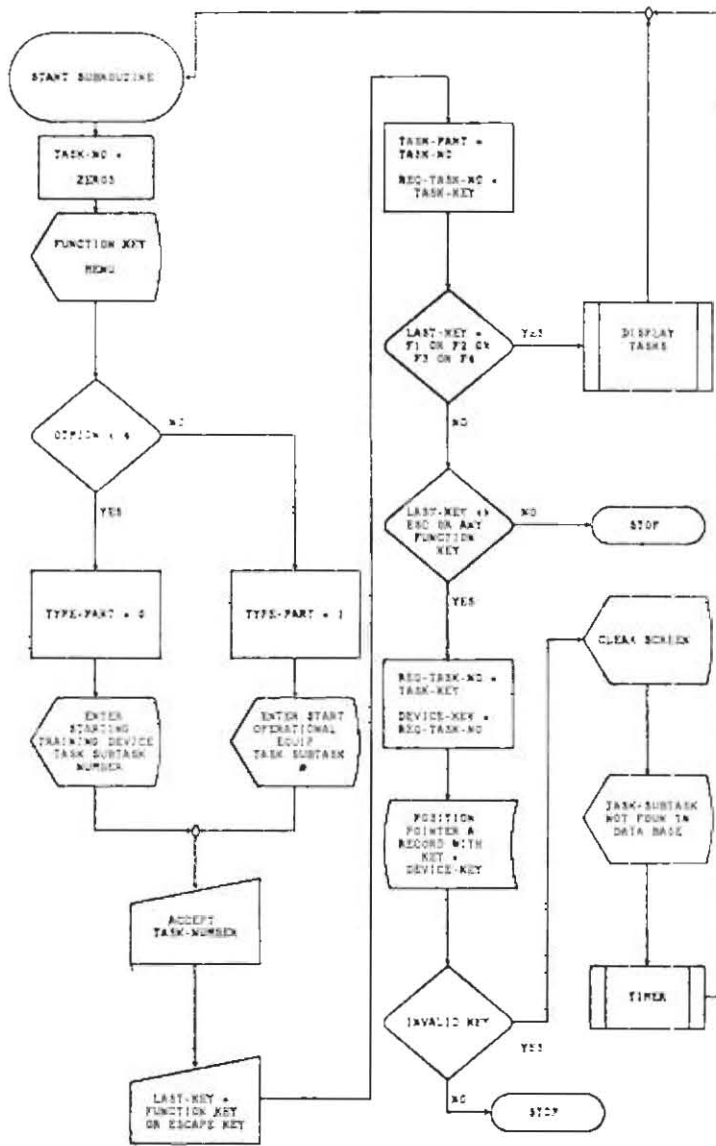 START SUBROUTINE
TASK-NO =
ZEROS
FUNCTION KEY
MENU
OPTION < 4
NO
YES
TYPE-PART = 0
TYPE-PART = 1
ENTER
STARTING
TRAINING DEVICE
TASK SUBTASK
NUMBER
ENTER START
OPERATIONAL
EQUIP
TASK SUBTASK
#
ACCEPT
TASK-NUMBER
LAST-KEY =
FUNCTION KEY
OR ESCAPE KEY
TASK-PART =
TASK-NO
REQ-TASK-NO =
TASK-KEY
LAST-KEY =
F1 OR F2 OR
F3 OR F4
YES
DISPLAY
TASKS
NO
LAST-KEY <>
ESC OR ANY
FUNCTION
KEY
NO
STOP
YES
REQ-TASK-NO =
TASK-KEY
DEVICE-KEY =
REQ-TASK-NO
CLEAR SCREEN
POSITION
POINTER A
RECORD WITH
KEY =
DEVICE-KEY
TASK-SUBTASK
NOT FOUN IN
DATA BASE
INVALID KEY
YES
TIMER
NO
STOP